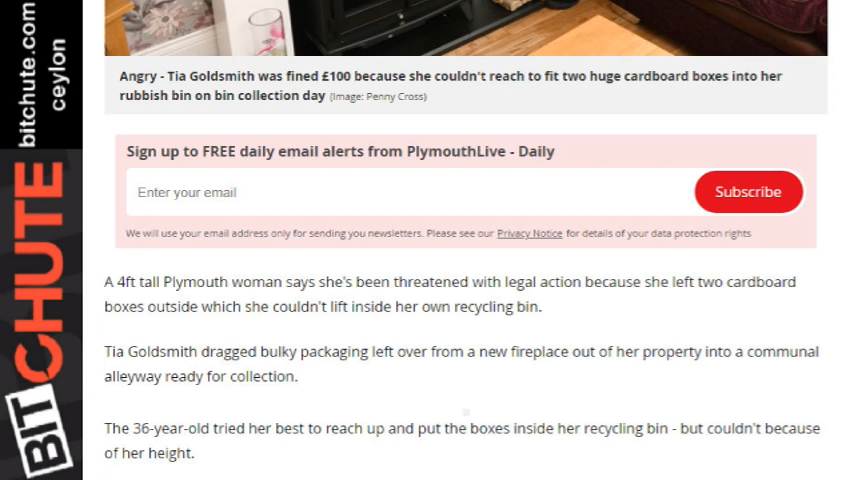 bitchute.com
ceylon
BITCHUTE
Angry - Tia Goldsmith was fined £100 because she couldn't reach to fit two huge cardboard boxes into her
rubbish bin on bin collection day (Image: Penny Cross)
Sign up to FREE daily email alerts from PlymouthLive - Daily
Enter your email
Subscribe
We will use your email address only for sending you newsletters. Please see our Privacy Notice for details of your data protection rights
A 4ft tall Plymouth woman says she's been threatened with legal action because she left two cardboard
boxes outside which she couldn't lift inside her own recycling bin.
Tia Goldsmith dragged bulky packaging left over from a new fireplace out of her property into a communal
alleyway ready for collection.
The 36-year-old tried her best to reach up and put the boxes inside her recycling bin - but couldn't because
of her height.